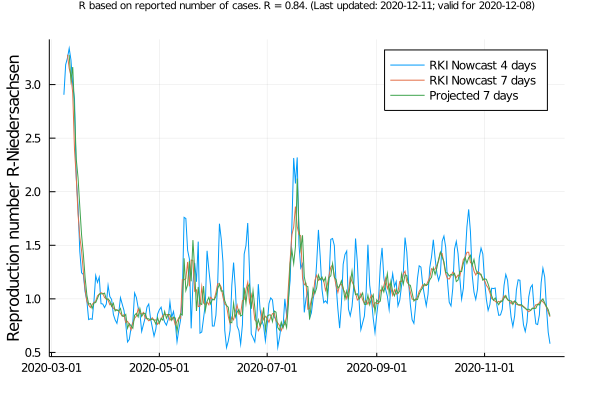 R based on reported number of cases. R = 0.84. (Last updated: 2020-12-11; valid for 2020-12-08)
RKI Nowcast 4 days
RKI Nowcast 7 days
Projected 7 days
Reproduction number R-Niedersachsen
3.0
2.5
2.0
1.5
1.0
0.5
2020-03-01 2020-05-01 2020-07-01 2020-09-01 2020-11-01